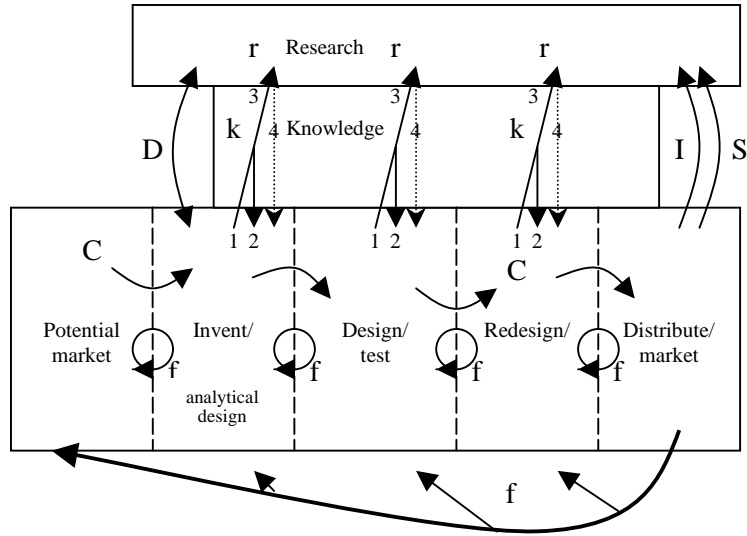 r Research r r
3 3 3
D k 4 Knowledge 4 k 4 I S
1 2 1 2 1 2
C C
Potential Invent/ Design/ Redesign/ Distribute/
market test market
f f f f
analytical
design
f